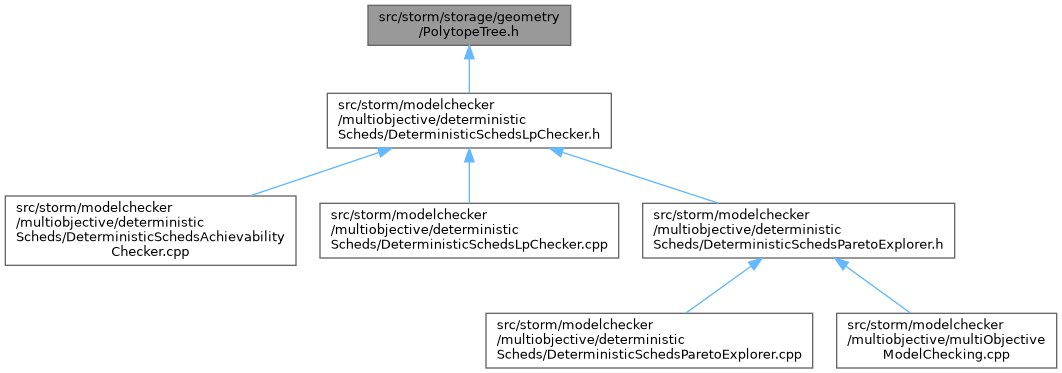 src/storm/storage/geometry
/PolytopeTree.h
src/storm/modelchecker
/multiobjective/deterministic
Scheds/DeterministicSchedsLpChecker.h
src/storm/modelchecker
/multiobjective/deterministic
Scheds/DeterministicSchedsAchievability
Checker.cpp
src/storm/modelchecker
/multiobjective/deterministic
Scheds/DeterministicSchedsLpChecker.cpp
src/storm/modelchecker
/multiobjective/deterministic
Scheds/DeterministicSchedsParetoExplorer.h
src/storm/modelchecker
/multiobjective/deterministic
Scheds/DeterministicSchedsParetoExplorer.cpp
src/storm/modelchecker
/multiobjective/multiObjective
ModelChecking.cpp